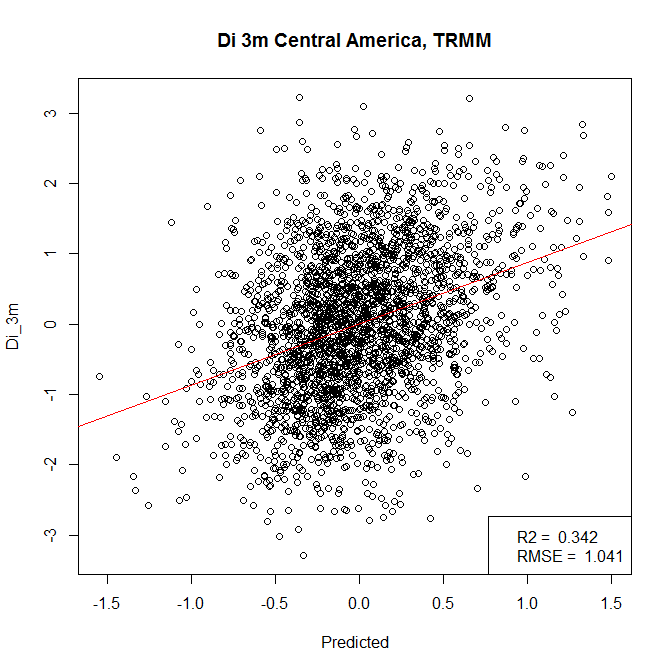 Di 3m Central America, TRMM
Di_3m
3
2
1
0
-1
-2
-3
R2 = 0.342
RMSE = 1.041
-1.5 -1.0 -0.5 0.0 0.5 1.0 1.5
Predicted